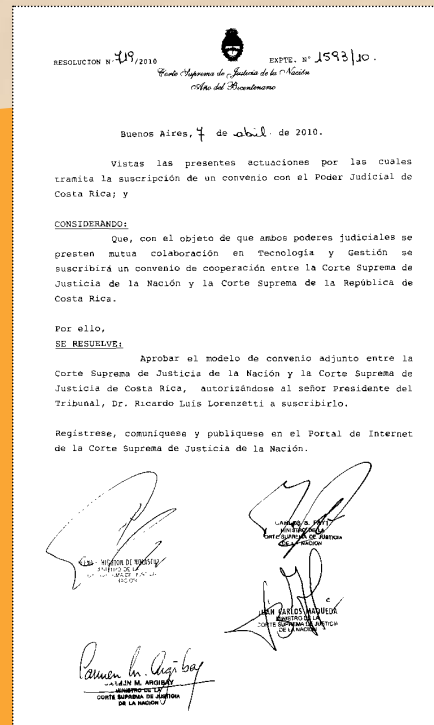 RESOLUCION N° 719/2010
EXPTE. N° 1593/10.
Corte Suprema de Justicia de la Nación
Año del Bicentenario
Buenos Aires, 7 de abril de 2010.
Vistas las presentes actuaciones por las cuales
tramita la suscripción de un convenio con el Poder Judicial de
Costa Rica; y
CONSIDERANDO:
Que, con el objeto de que ambos poderes judiciales se
presten mutua colaboración en Tecnología y Gestión se
suscribirá un convenio de cooperación entre la Corte Suprema de
Justicia de la Nación y la Corte Suprema de la República de
Costa Rica.
Por ello,
SE RESUELVE:
Aprobar el modelo de convenio adjunto entre la
Corte Suprema de Justicia de la Nación y la Corte Suprema de
Justicia de Costa Rica, autorizándose al señor Presidente del
Tribunal, Dr. Ricardo Luis Lorenzetti a suscribirlo.
Regístrese, comuníquese y publíquese en el Portal de Internet
de la Corte Suprema de Justicia de la Nación.
CARLOS S. FAYT
MINISTRO DE LA
CORTE SUPREMA DE JUSTICIA
DE LA NACION
HIGHTON DE NOLASCO
JUAN CARLOS MAQUEDA
MINISTRO DE LA
CORTE SUPREMA DE JUSTICIA
DE LA NACION
Carmen M. Argibay
CARMEN M. ARGIBAY
MINISTRO DE LA
CORTE SUPREMA DE JUSTICIA
DE LA NACION